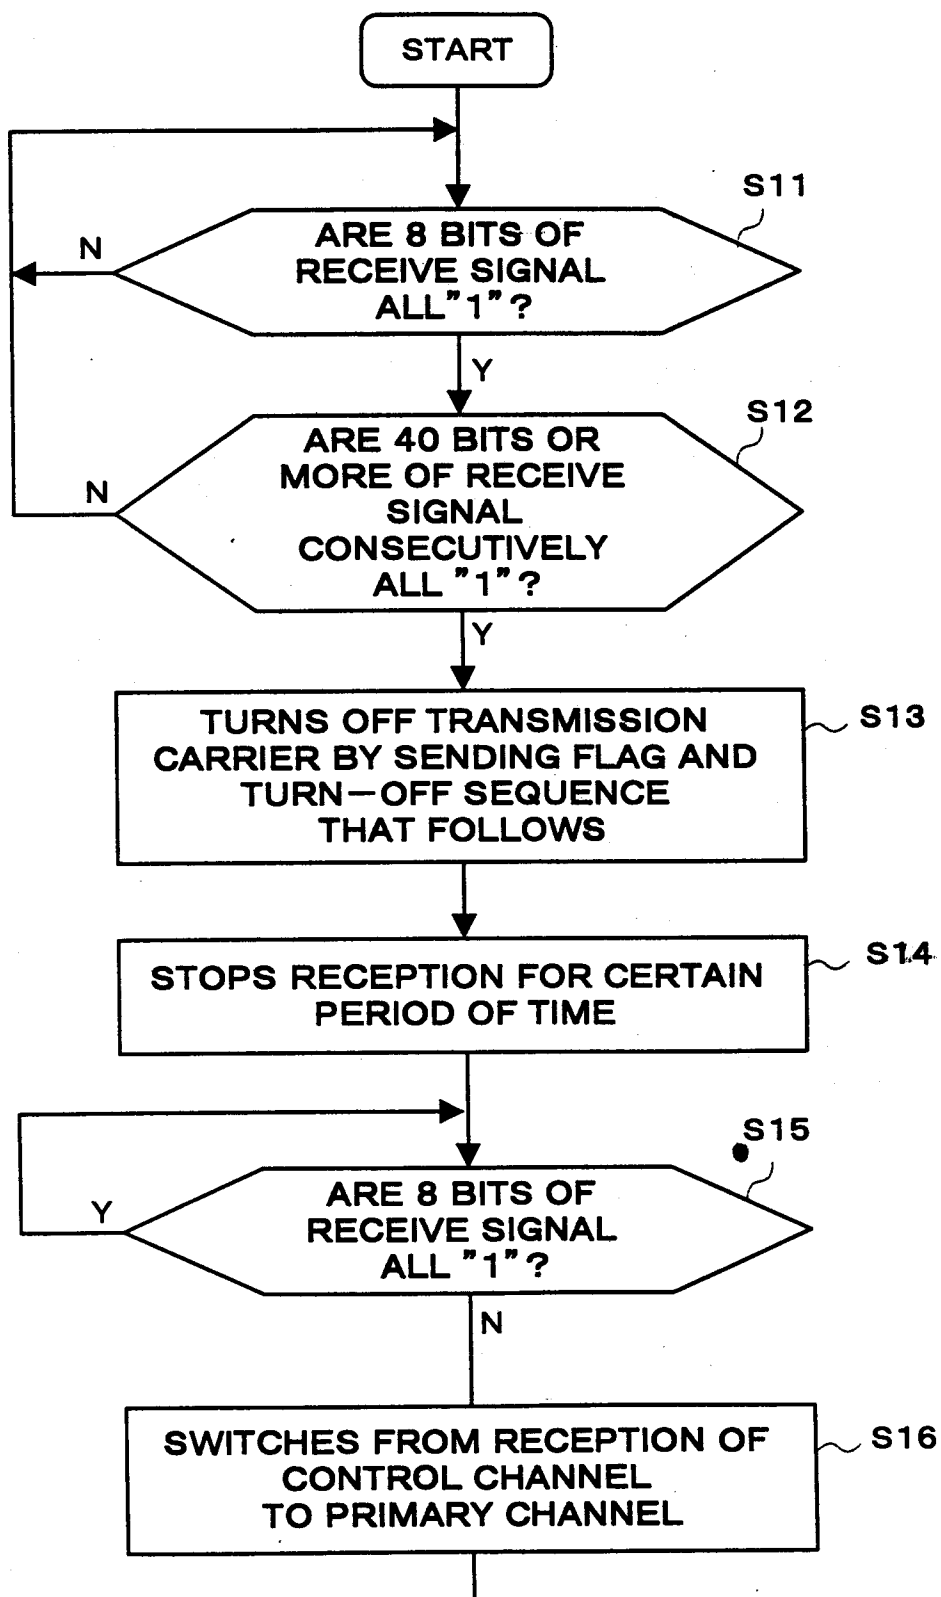 START
S11
ARE 8 BITS OF
RECEIVE SIGNAL
ALL"1"?
N
Y
S12
ARE 40 BITS OR
MORE OF RECEIVE
SIGNAL
CONSECUTIVELY
ALL "1"?
N
Y
S13
TURNS OFF TRANSMISSION
CARRIER BY SENDING FLAG AND
TURN-OFF SEQUENCE
THAT FOLLOWS
S14
STOPS RECEPTION FOR CERTAIN
PERIOD OF TIME
S15
ARE 8 BITS OF
RECEIVE SIGNAL
ALL "1"?
Y
N
S16
SWITCHES FROM RECEPTION OF
CONTROL CHANNEL
TO PRIMARY CHANNEL